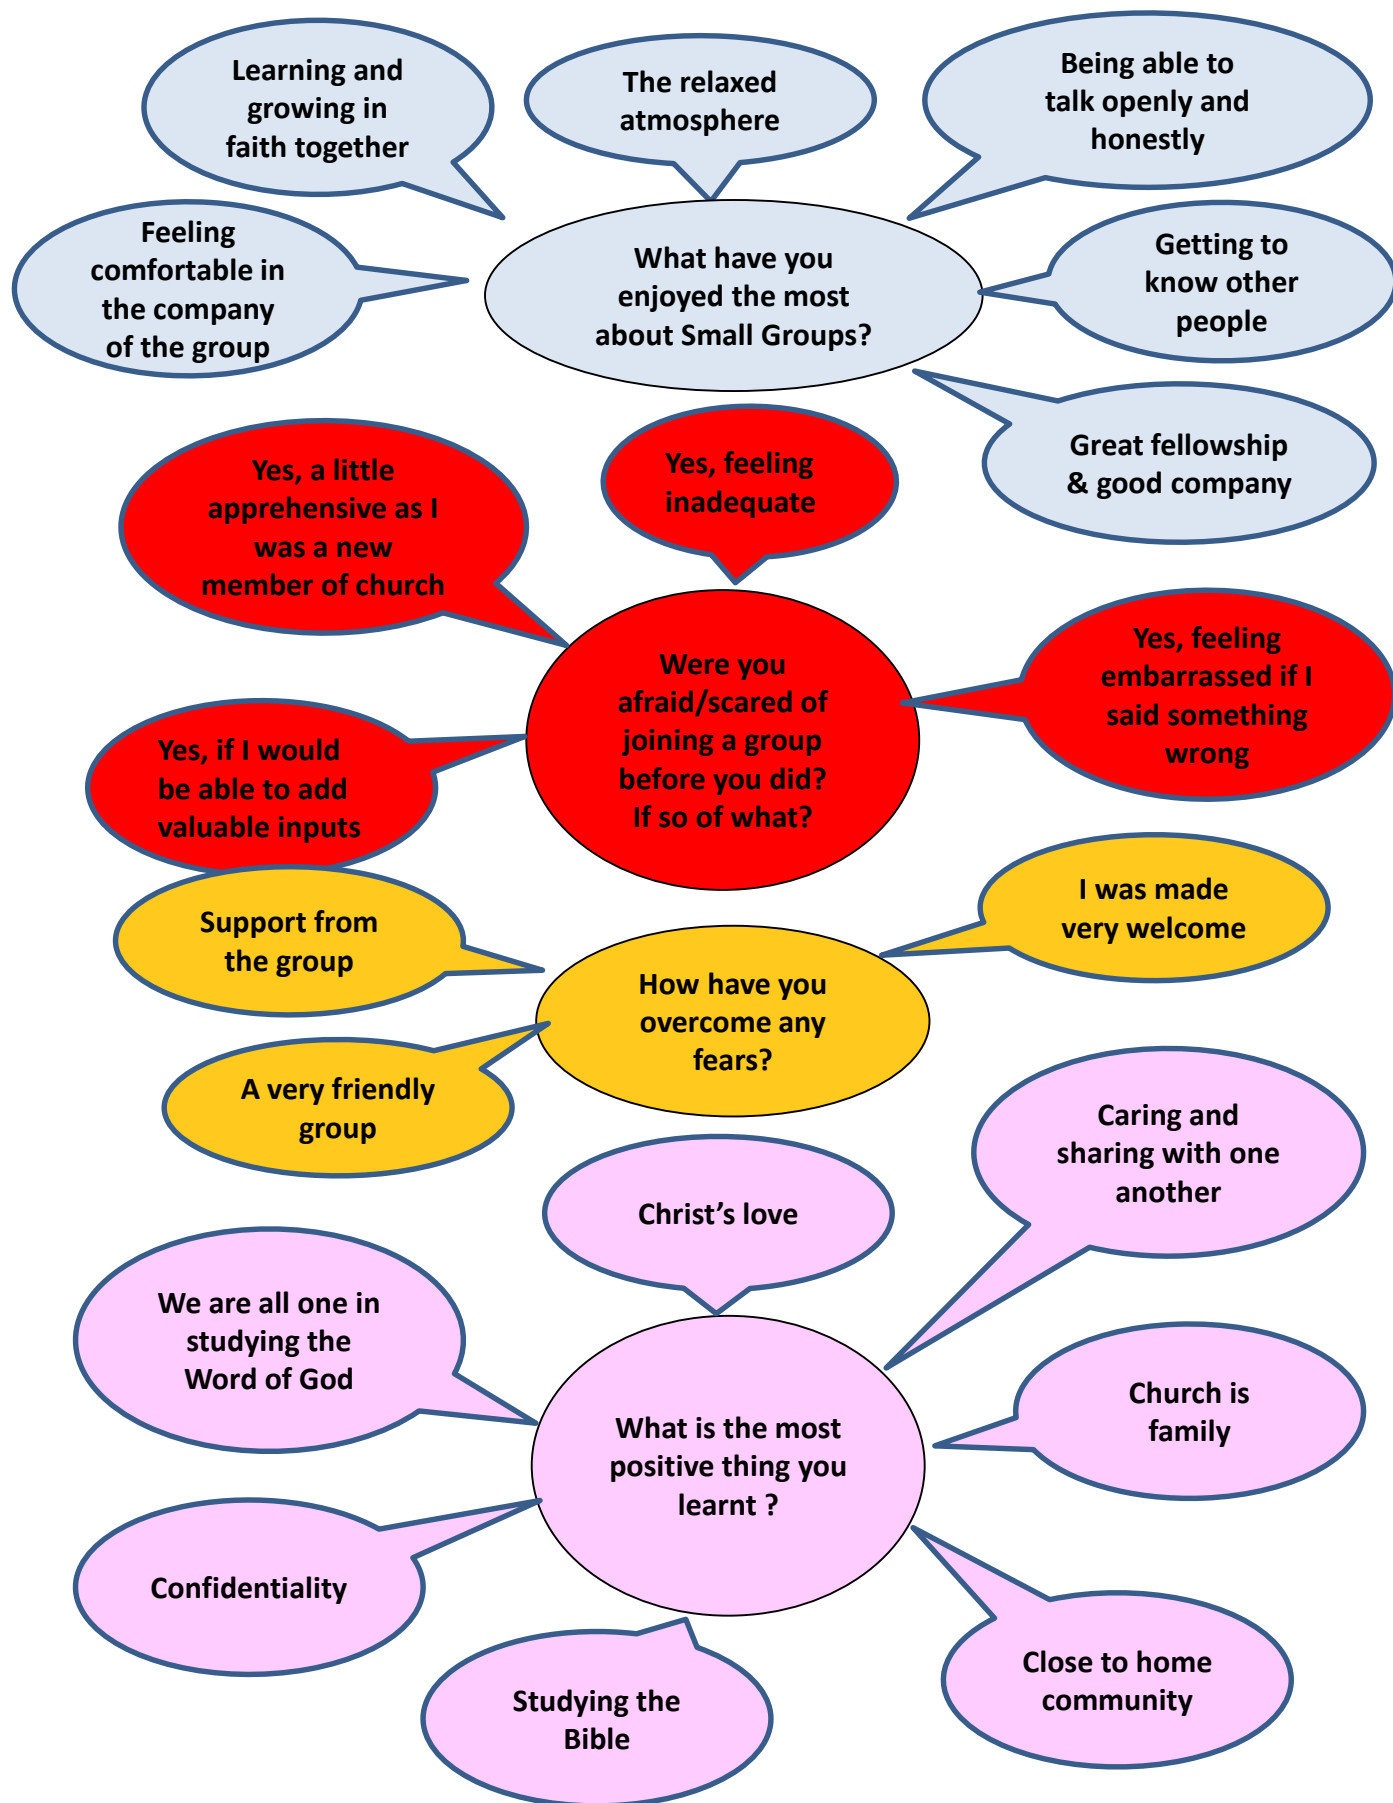 Learning and
growing in
faith together
The relaxed
atmosphere
Being able to
talk openly and
honestly
Feeling
comfortable in
the company
of the group
What have you
enjoyed the most
about Small Groups?
Getting to
know other
people
Great fellowship
& good company
Yes, a little
apprehensive as I
was a new
member of church
Yes, feeling
inadequate
Were you
afraid/scared of
joining a group
before you did?
If so of what?
Yes, feeling
embarrassed if I
said something
wrong
Yes, if I would
be able to add
valuable inputs
Support from
the group
I was made
very welcome
How have you
overcome any
fears?
A very friendly
group
Caring and
sharing with one
another
Christ’s love
We are all one in
studying the
Word of God
What is the most
positive thing you
learnt ?
Church is
family
Confidentiality
Close to home
community
Studying the
Bible